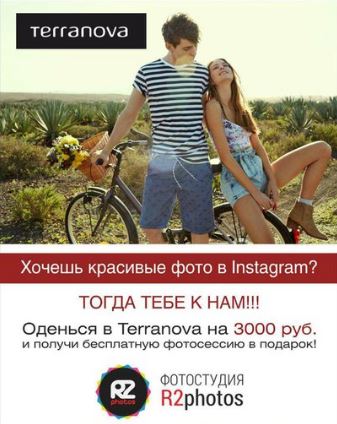 Terranova
Хочешь красивые фото в Instagram?
ТОГДА ТЕБЕ К НАМ!!!
Оденься в Terranova на 3000 руб.
и получи бесплатную фотосессию в подарок!
R2
photos
ФОТОСТУДИЯ
R2photos